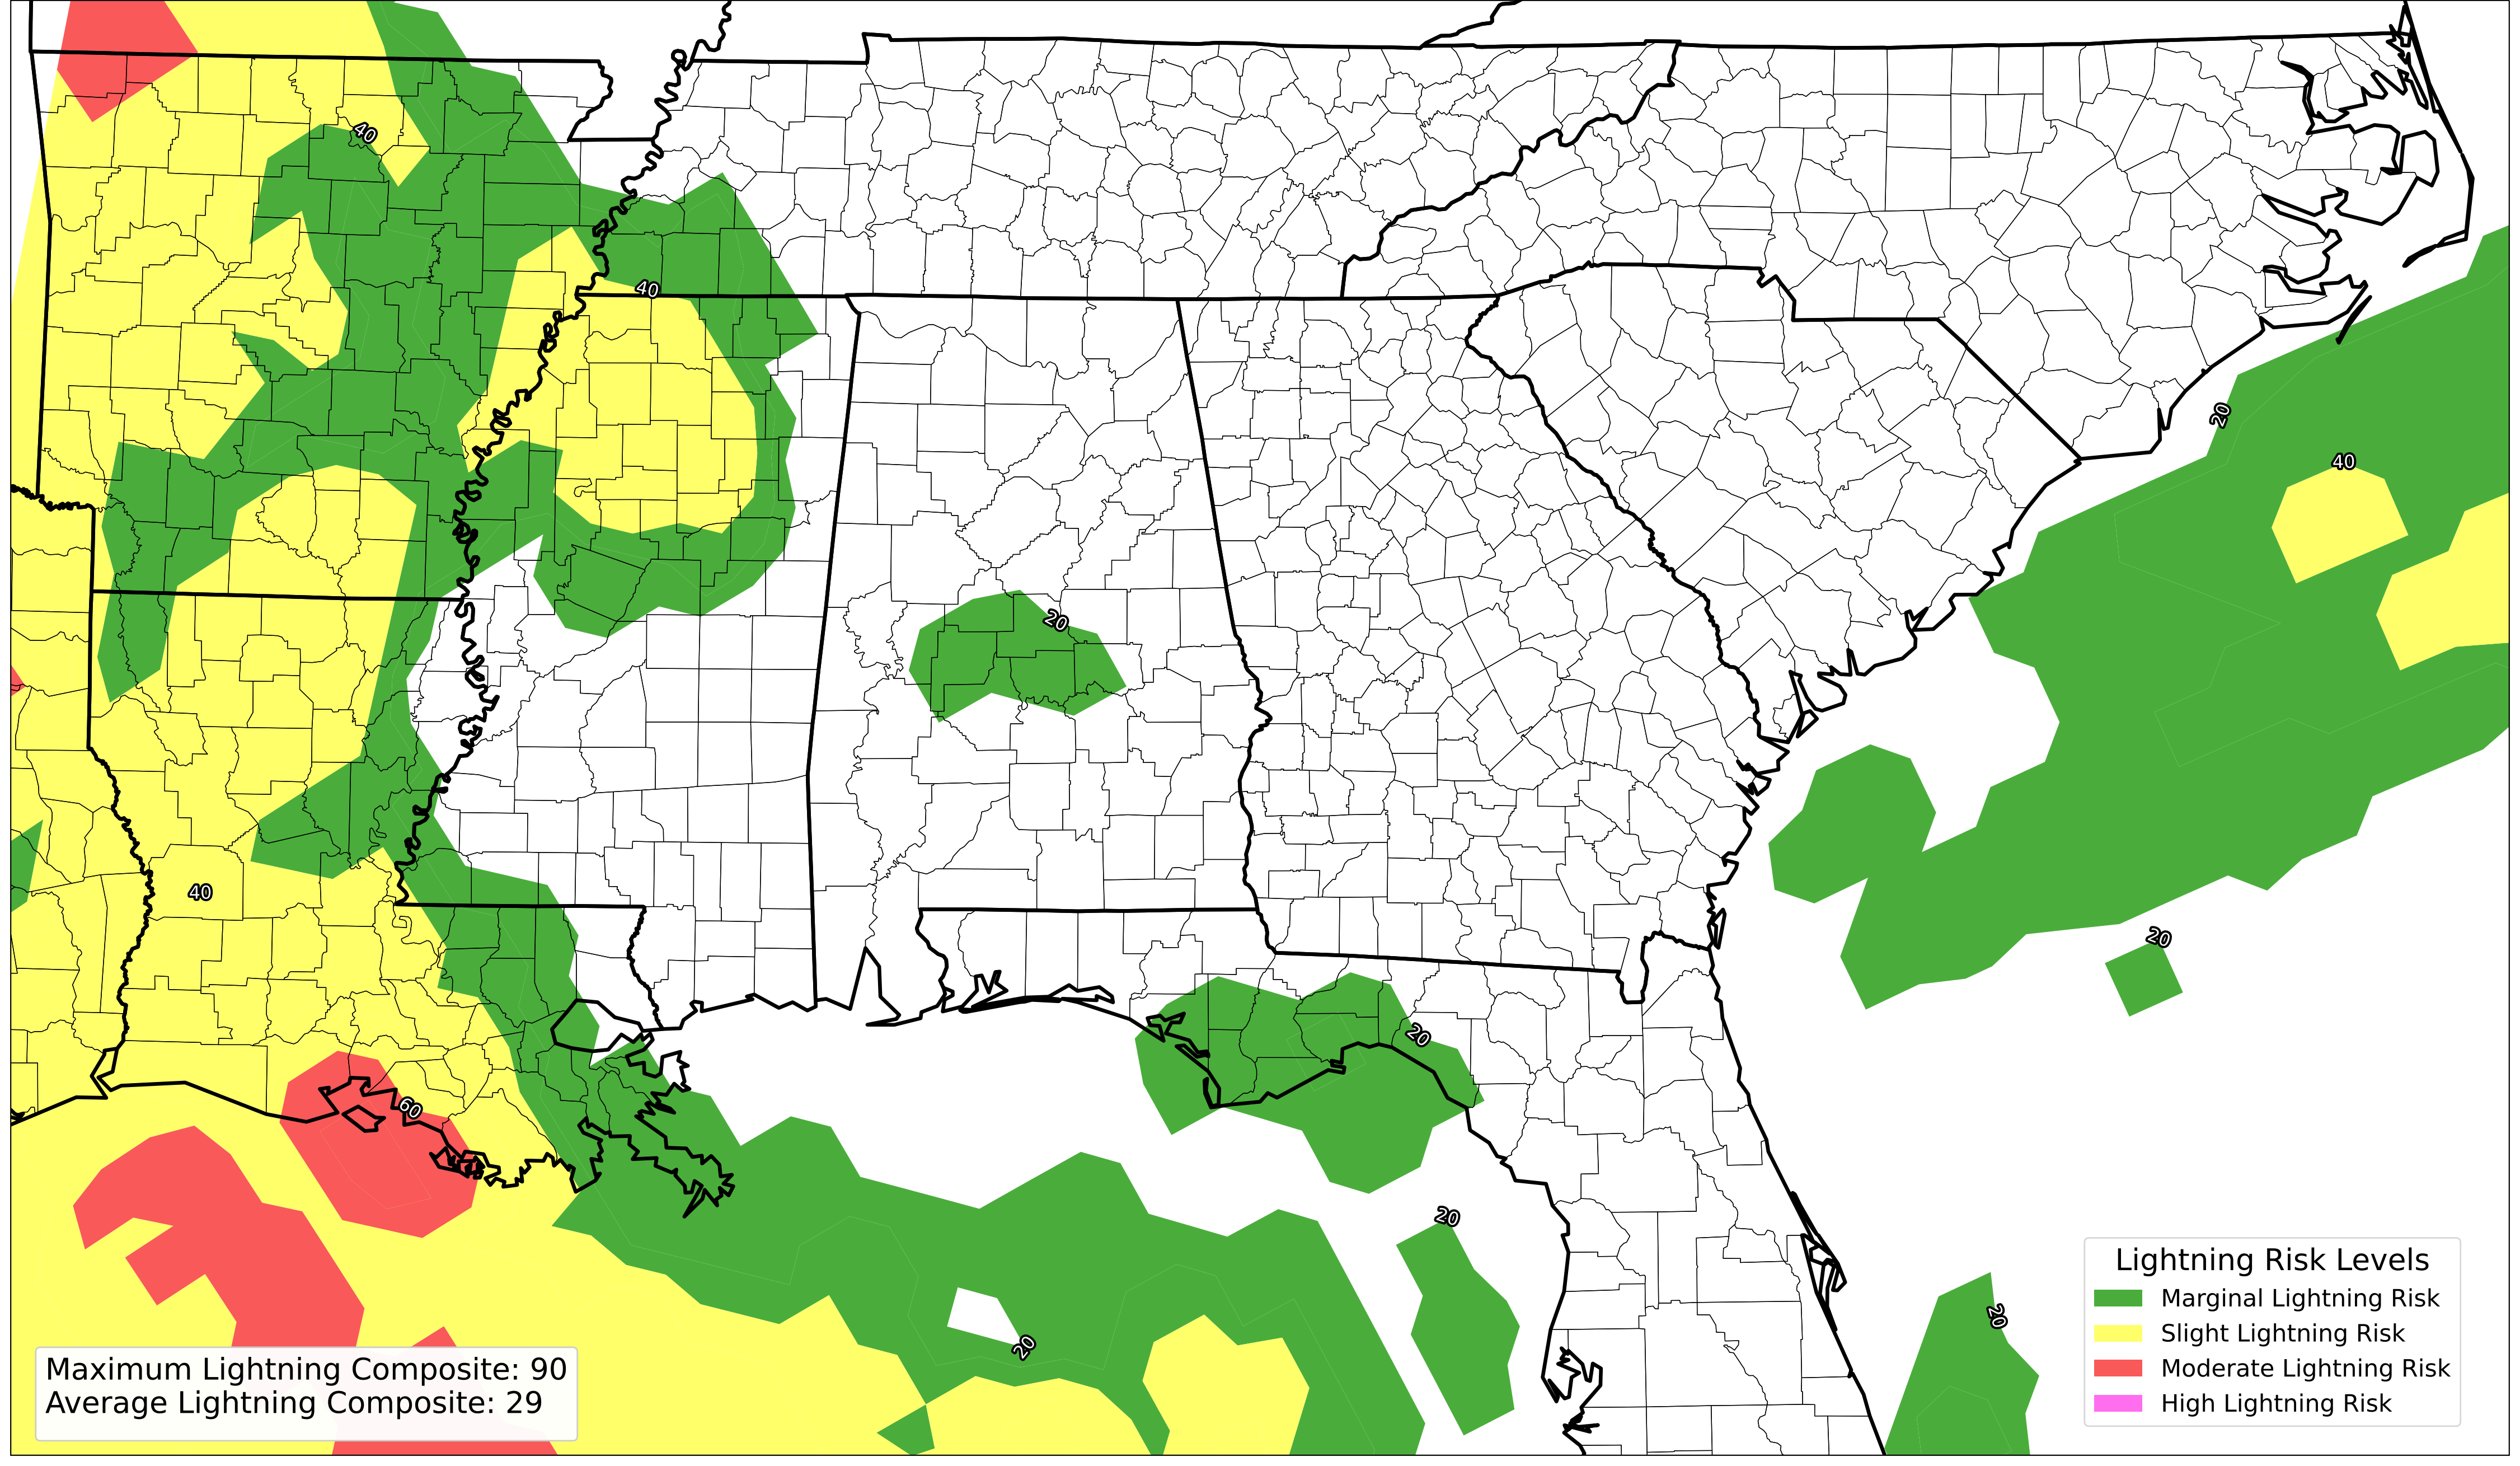 40
40
20
40
20
40
20
20
60
20
20
20
20
Lightning Risk Levels
Marginal Lightning Risk
Slight Lightning Risk
Moderate Lightning Risk
High Lightning Risk
Maximum Lightning Composite: 90
Average Lightning Composite: 29